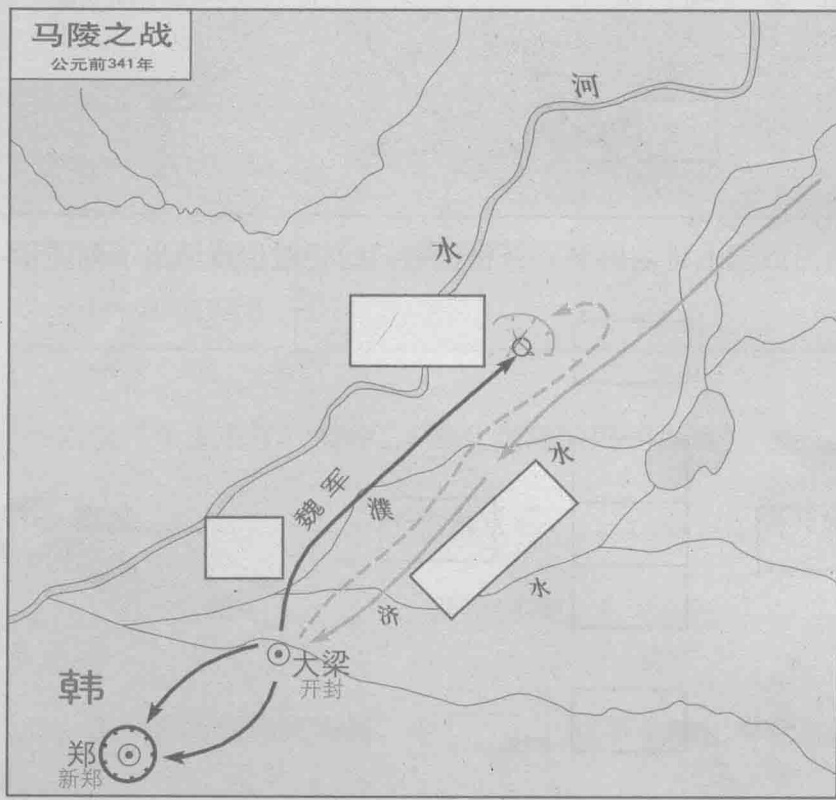 马陵之战
公元前341年
河
水
魏军
濮
水
济
水
大梁
开封
韩
郑
新郑